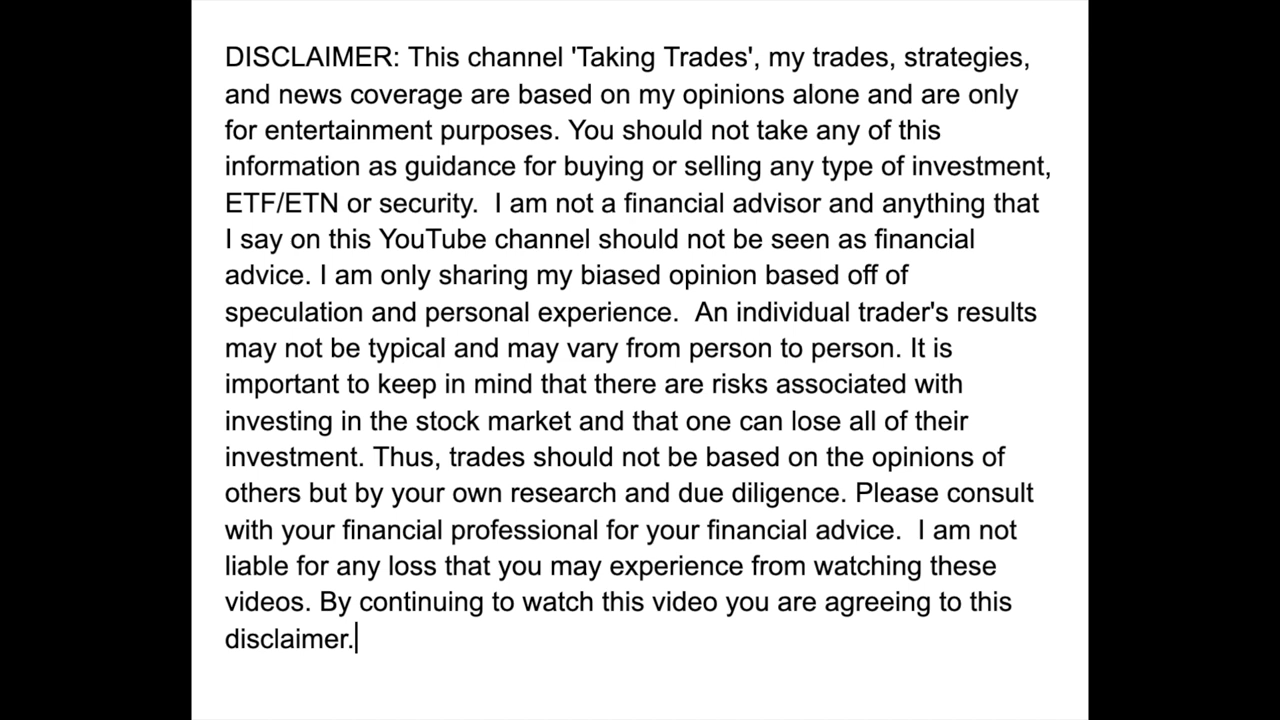 DISCLAIMER: This channel 'Taking Trades', my trades, strategies,
and news coverage are based on my opinions alone and are only
for entertainment purposes. You should not take any of this
information as guidance for buying or selling any type of investment,
ETF/ETN or security.  I am not a financial advisor and anything that
I say on this YouTube channel should not be seen as financial
advice. I am only sharing my biased opinion based off of
speculation and personal experience.  An individual trader's results
may not be typical and may vary from person to person. It is
important to keep in mind that there are risks associated with
investing in the stock market and that one can lose all of their
investment. Thus, trades should not be based on the opinions of
others but by your own research and due diligence. Please consult
with your financial professional for your financial advice.  I am not
liable for any loss that you may experience from watching these
videos. By continuing to watch this video you are agreeing to this
disclaimer.